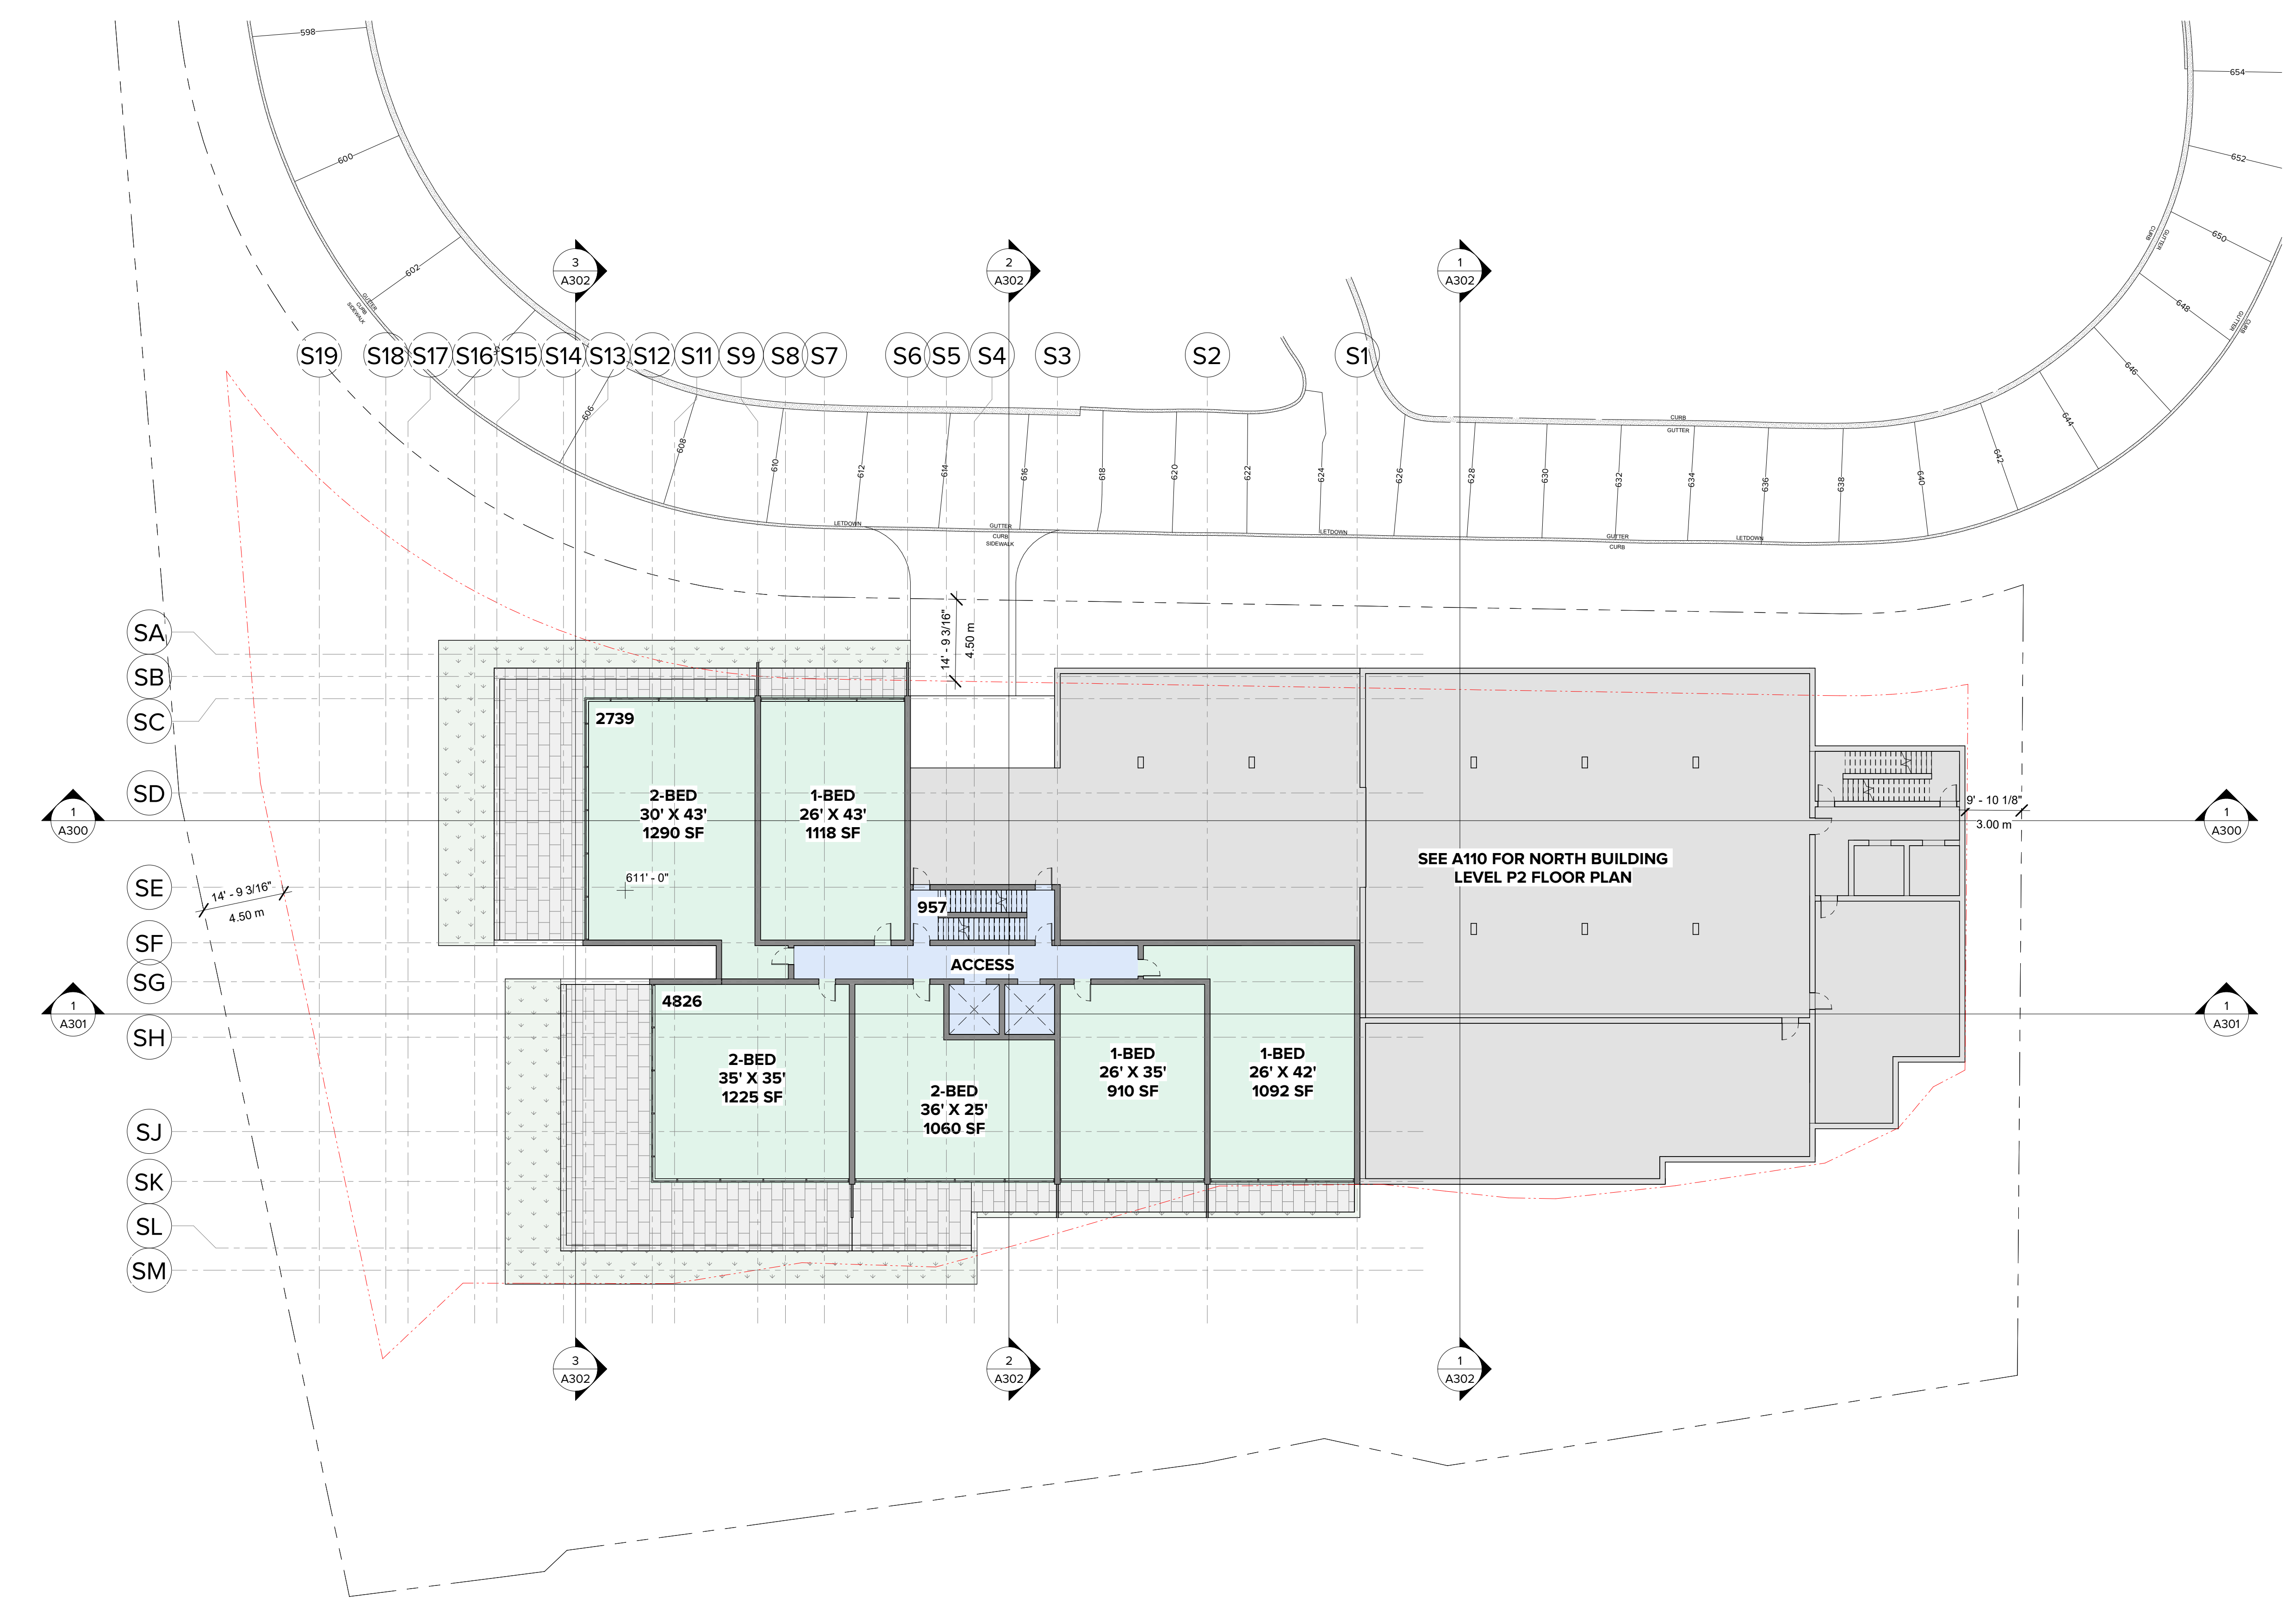 598
654
600
652
650
602
648
GUTTER
CURB
SIDEWALK
CURB
GUTTER
CURB
GUTTER
3
A302
2
A302
1
A302
S19
S18
S17
S16
S15
S14
S13
S12
S11
S9
S8
S7
S6
S5
S4
S3
S2
S1
646
606
608
610
612
614
616
618
620
622
624
626
628
630
632
634
636
638
640
642
644
CURB
GUTTER
LETDOWN
GUTTER
CURB
SIDEWALK
LETDOWN
GUTTER
CURB
LETDOWN
14' - 9 3/16"
4.50 m
SA
SB
SC
SD
SE
SF
SG
SH
SJ
SK
SL
SM
1
A300
1
A300
1
A301
1
A301
2739
2-BED
30' X 43'
1290 SF
1-BED
26' X 43'
1118 SF
611' - 0"
9' - 10 1/8"
3.00 m
14' - 9 3/16"
4.50 m
SEE A110 FOR NORTH BUILDING
LEVEL P2 FLOOR PLAN
957
ACCESS
4826
2-BED
35' X 35'
1225 SF
2-BED
36' X 25'
1060 SF
1-BED
26' X 35'
910 SF
1-BED
26' X 42'
1092 SF
3
A302
2
A302
1
A302